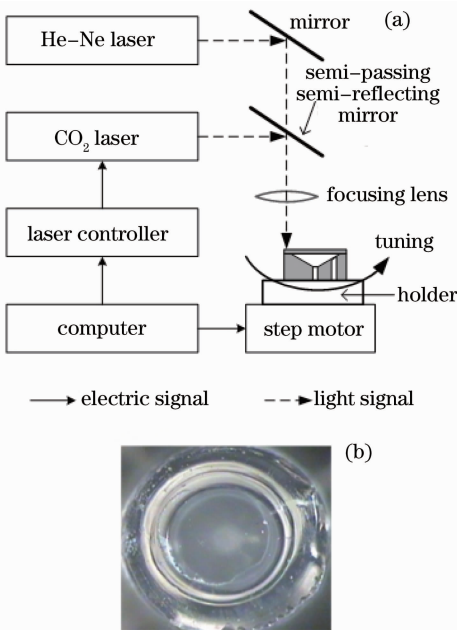 mirror (a)
He-Ne laser
semi-passing
semi-reflecting
mirror
CO₂ laser
focusing lens
laser controller
tuning
holder
computer
step motor
electric signal
light signal
(b)